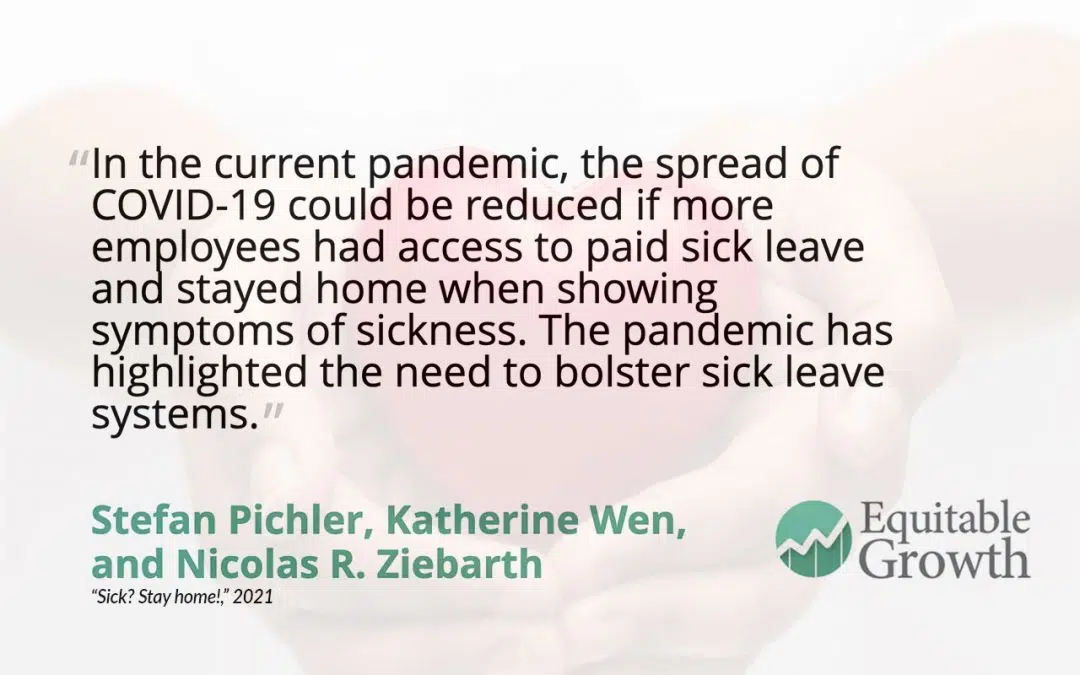 “In the current pandemic, the spread of
COVID-19 could be reduced if more
employees had access to paid sick leave
and stayed home when showing
symptoms of sickness. The pandemic has
highlighted the need to bolster sick leave
systems.”
Stefan Pichler, Katherine Wen,
and Nicolas R. Ziebarth
“Sick? Stay home!,” 2021
Equitable
Growth